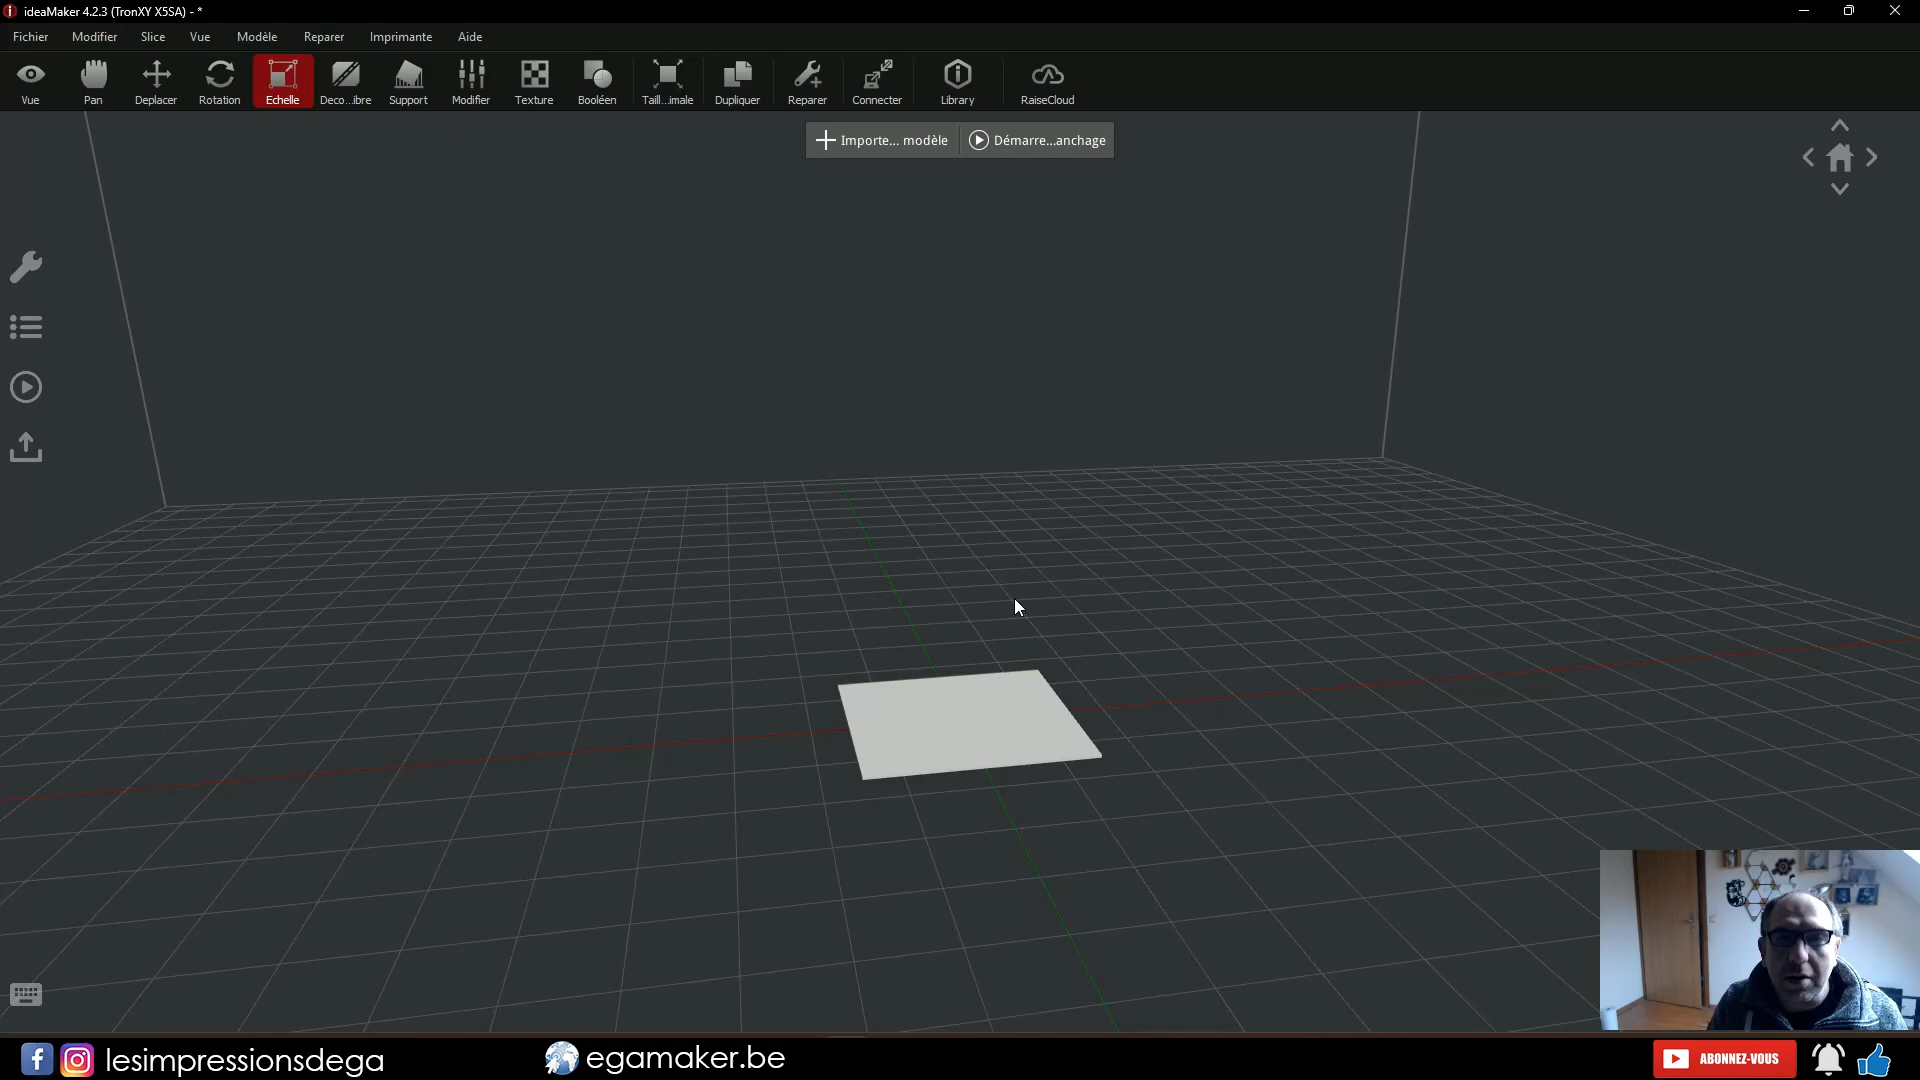 ideaMaker 4.2.3 (TronXY X5SA) - *
Fichier Modifier Slice Vue Modèle Reparer Imprimante Aide
Vue Pan Deplacer Rotation Echelle Deco...ibre Support Modifier Texture Booléen Taill...imale Dupliquer Reparer Connecter Library RaiseCloud
Importe... modèle Démarre...anchage
lesimpressionsdega egamaker.be ABONNEZ-VOUS